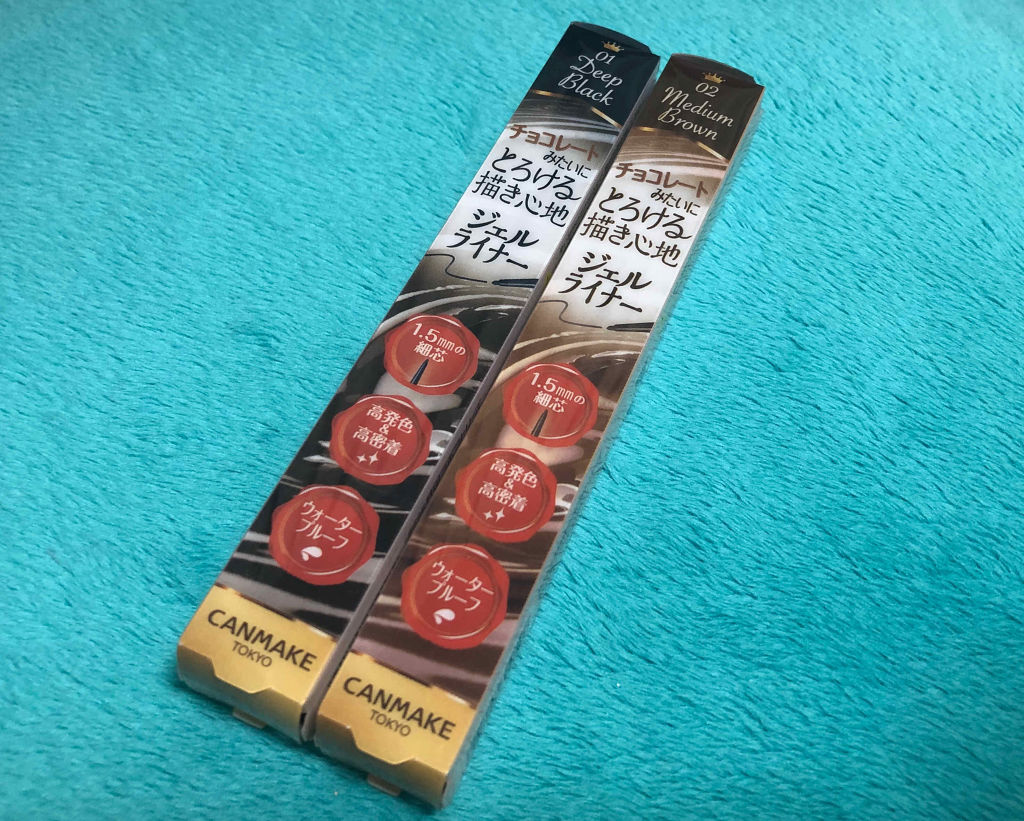 01
Deep
Black
チョコレート
みたいに
とろける
描き心地
ジェル
ライナー
1.5mmの
細芯
高発色
&
高密着
ウォーター
プルーフ
CANMAKE
TOKYO
02
Medium
Brown
チョコレート
みたいに
とろける
描き心地
ジェル
ライナー
1.5mmの
細芯
高発色
&
高密着
ウォーター
プルーフ
CANMAKE
TOKYO